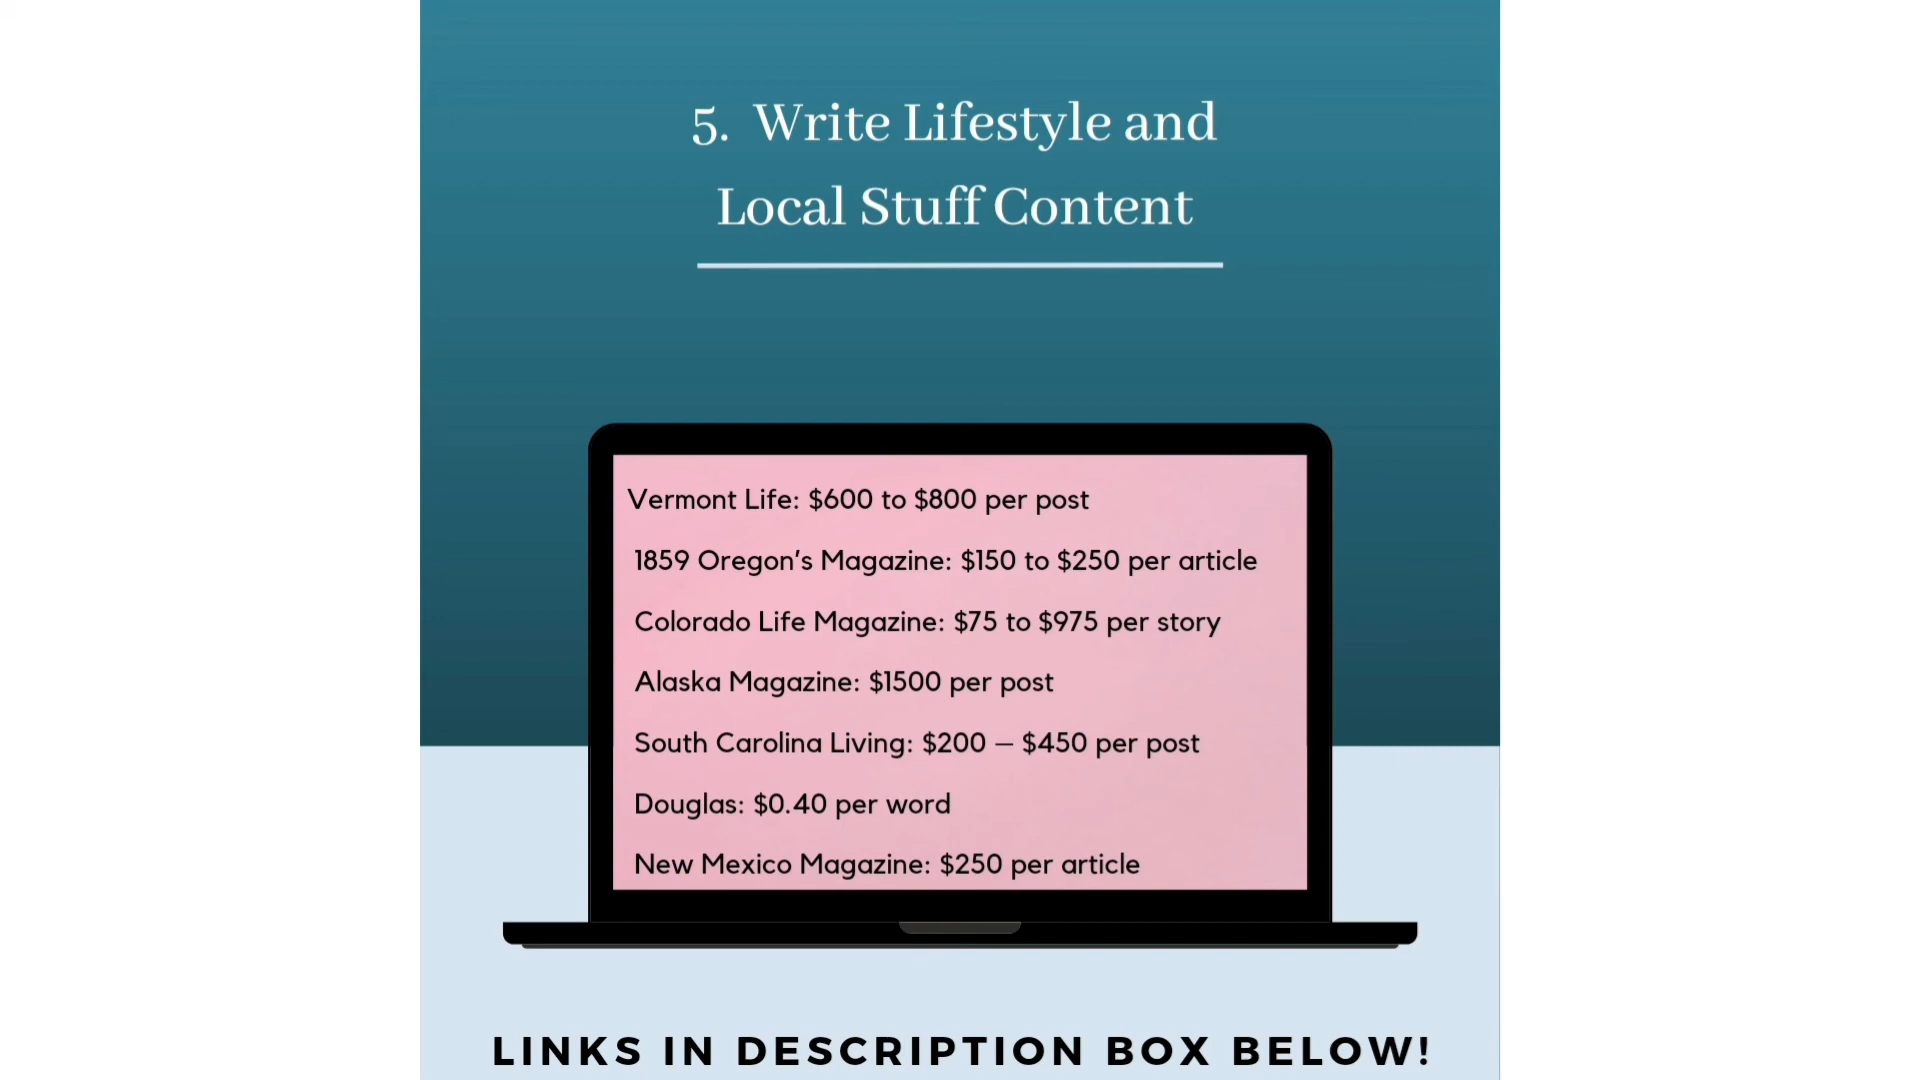 5. Write Lifestyle and
Local Stuff Content
Vermont Life: $600 to $800 per post
1859 Oregon’s Magazine: $150 to $250 per article
Colorado Life Magazine: $75 to $975 per story
Alaska Magazine: $1500 per post
South Carolina Living: $200 – $450 per post
Douglas: $0.40 per word
New Mexico Magazine: $250 per article
LINKS IN DESCRIPTION BOX BELOW!